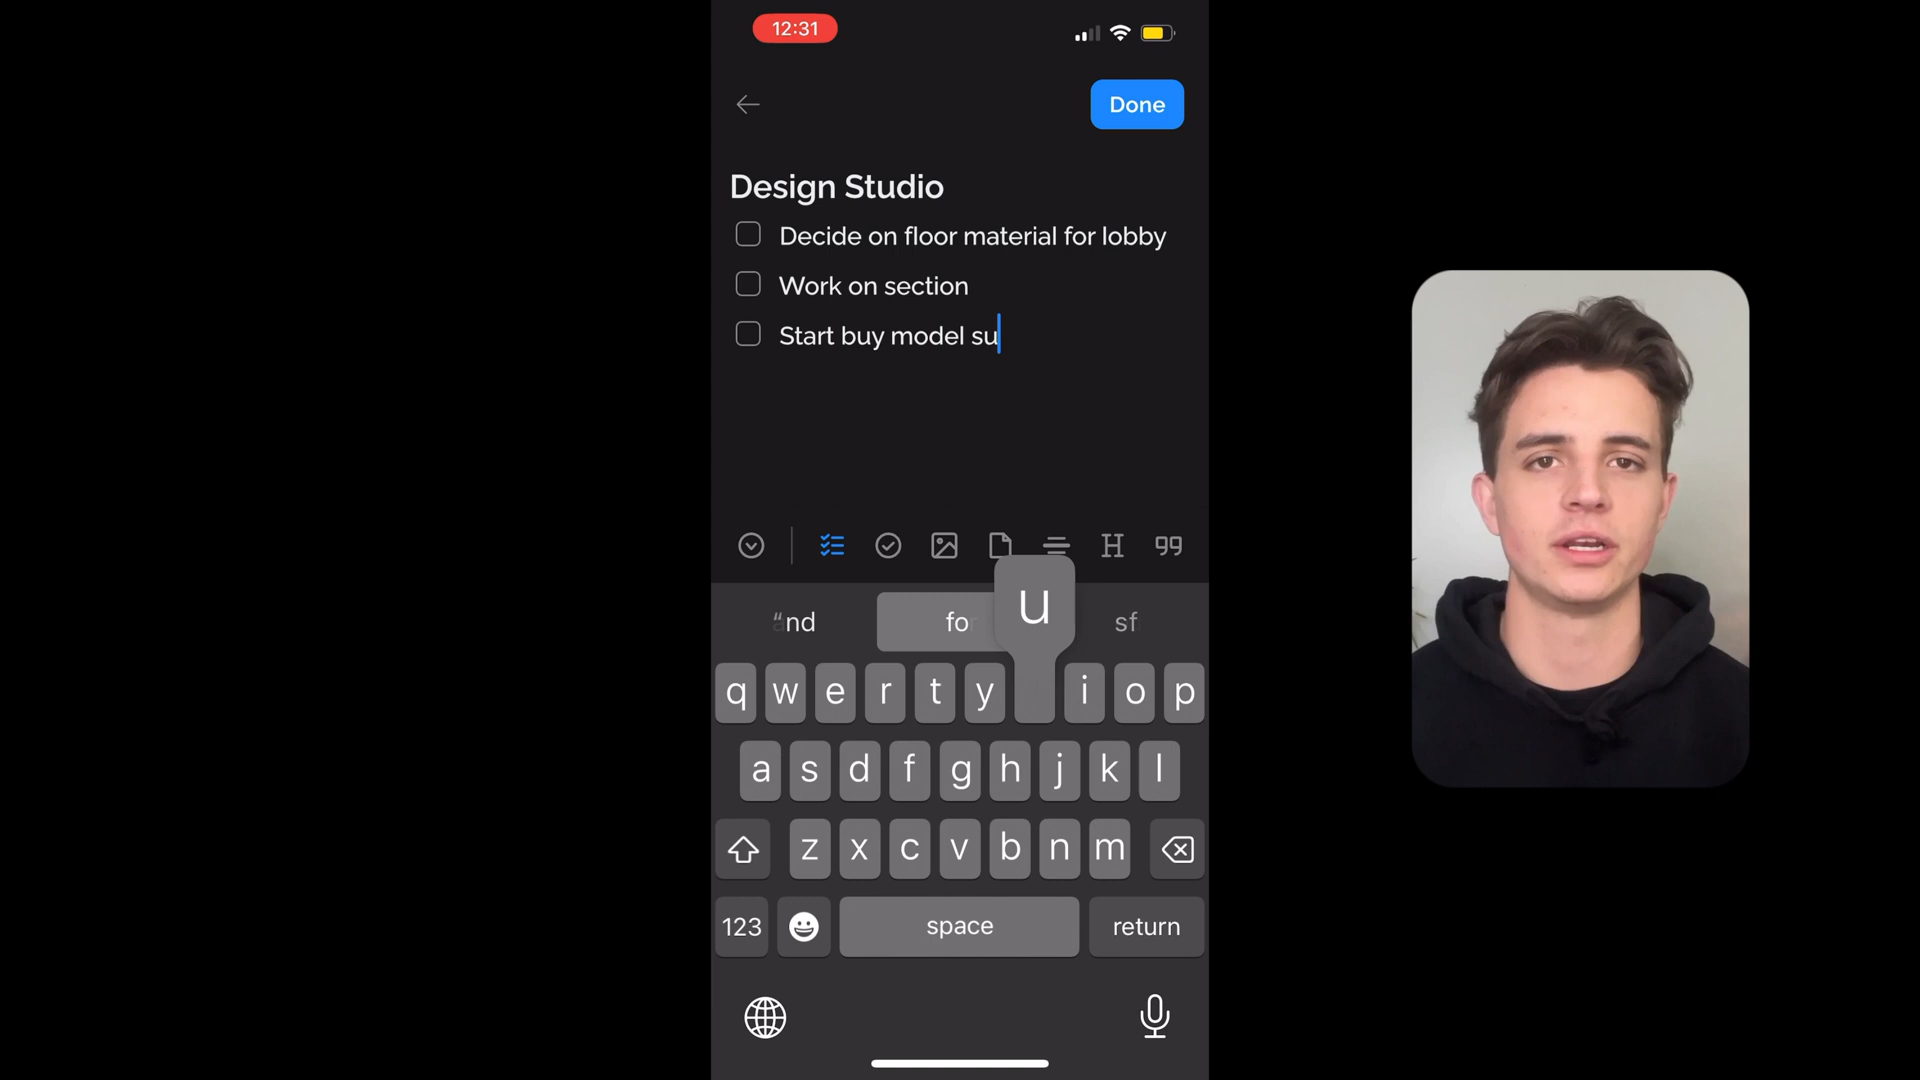 12:31
Done
Design Studio
Decide on floor material for lobby
Work on section
Start buy model su
H
fo
sf
u
q w e r t y i o p
a s d f g h j k l
z x c v b n m
123
space
return